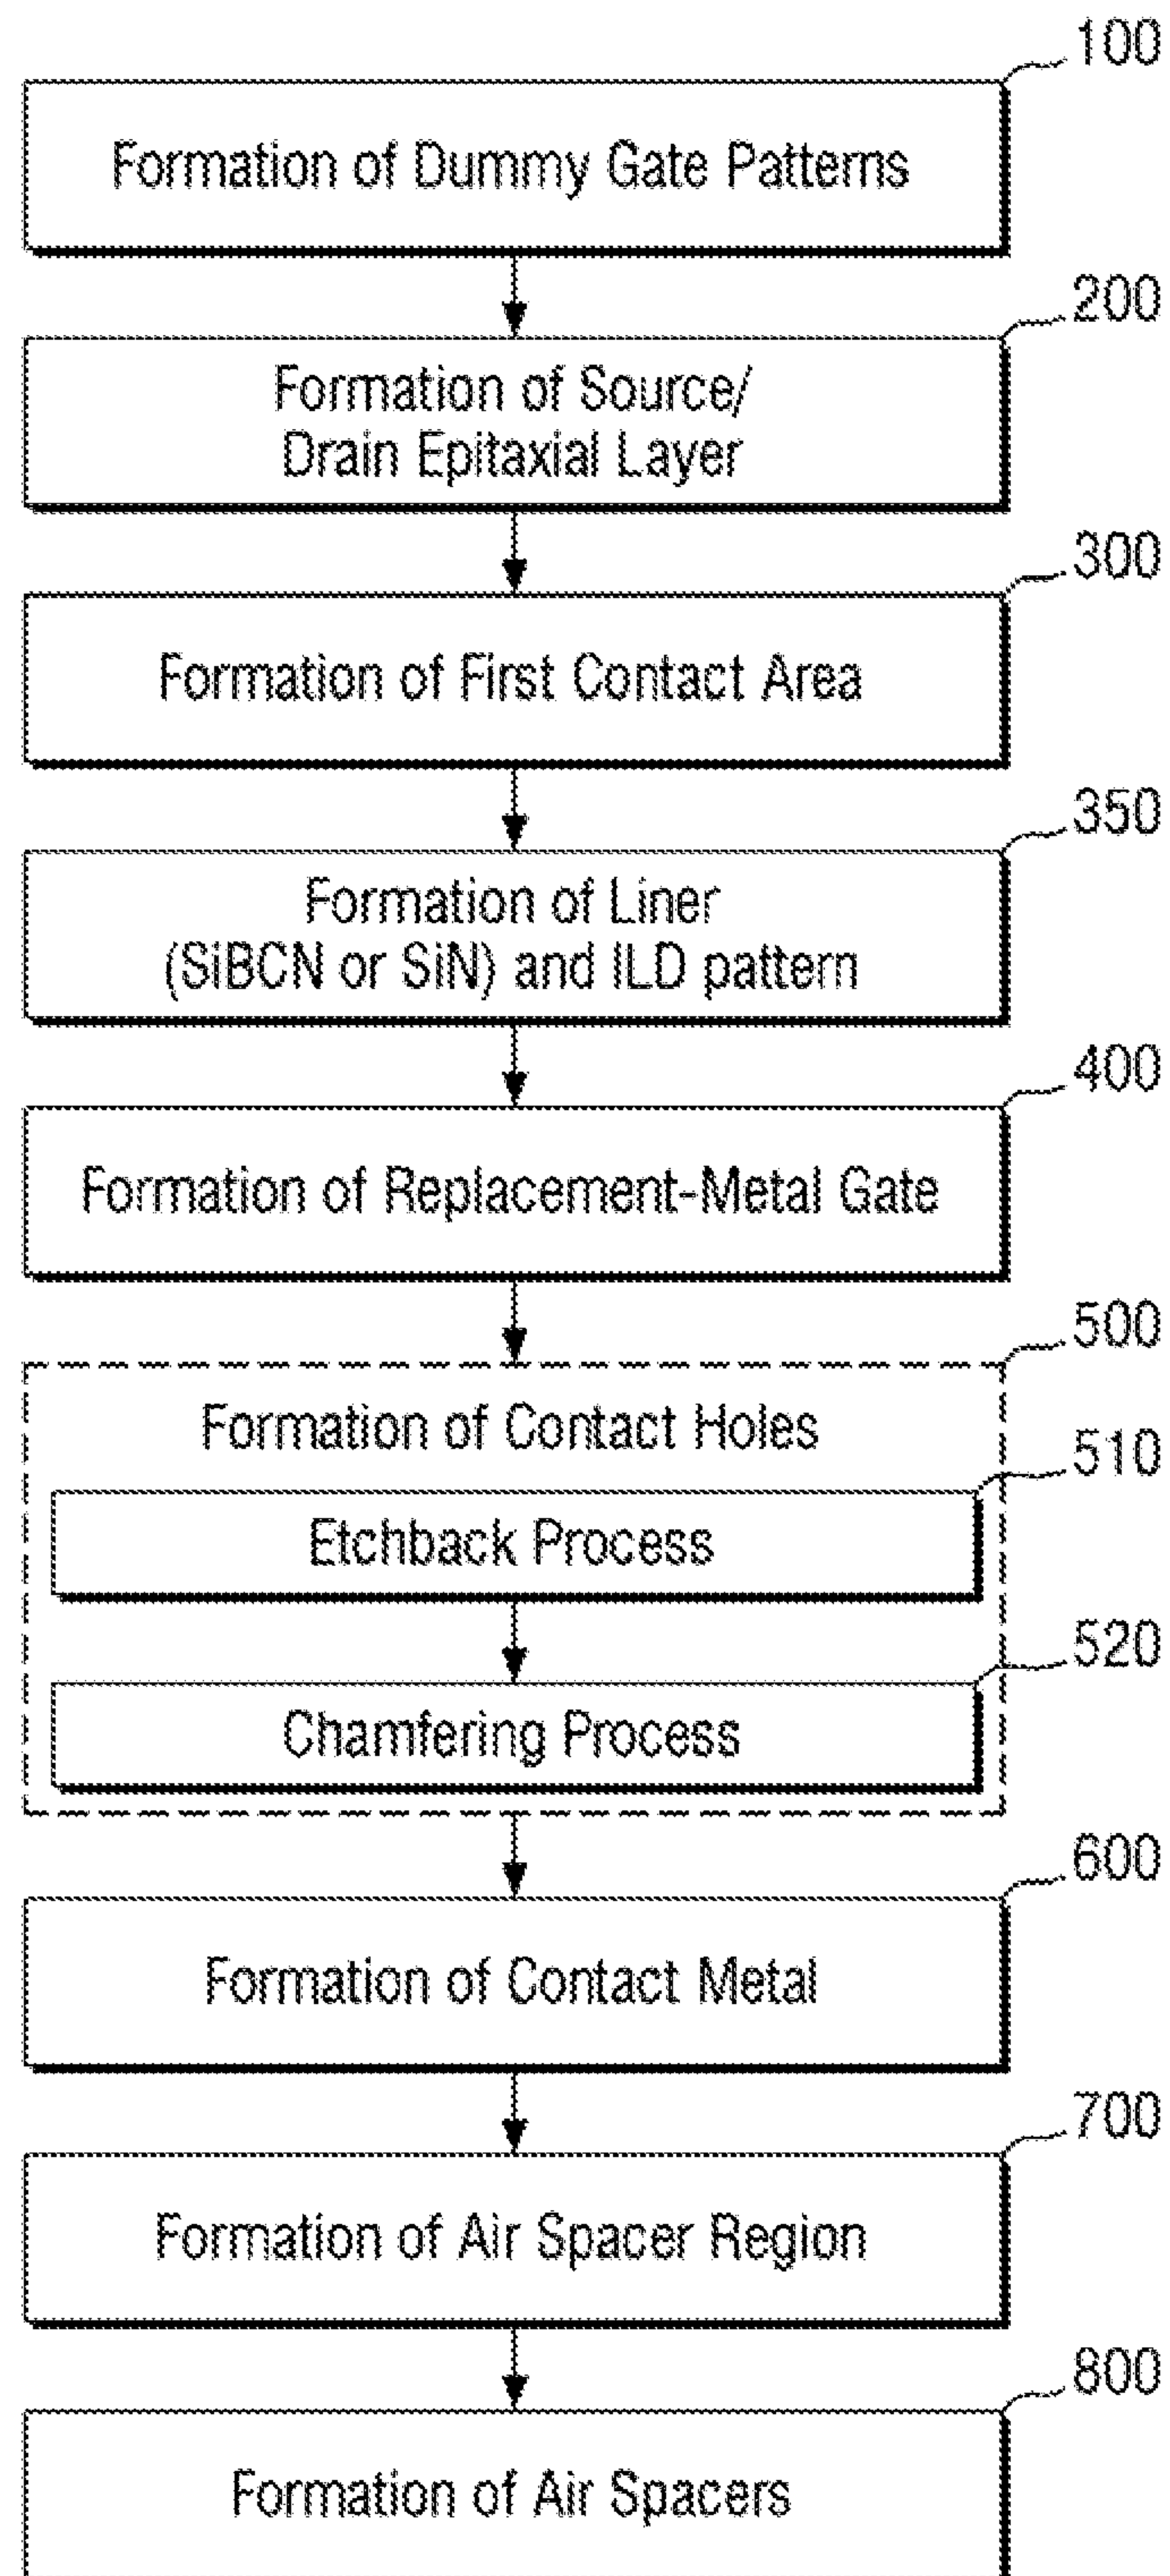 100
Formation of Dummy Gate Patterns
200
Formation of Source/
Drain Epitaxial Layer
300
Formation of First Contact Area
350
Formation of Liner
(SiBCN or SiN) and ILD pattern
400
Formation of Replacement-Metal Gate
500
Formation of Contact Holes
510
Etchback Process
520
Chamfering Process
600
Formation of Contact Metal
700
Formation of Air Spacer Region
800
Formation of Air Spacers